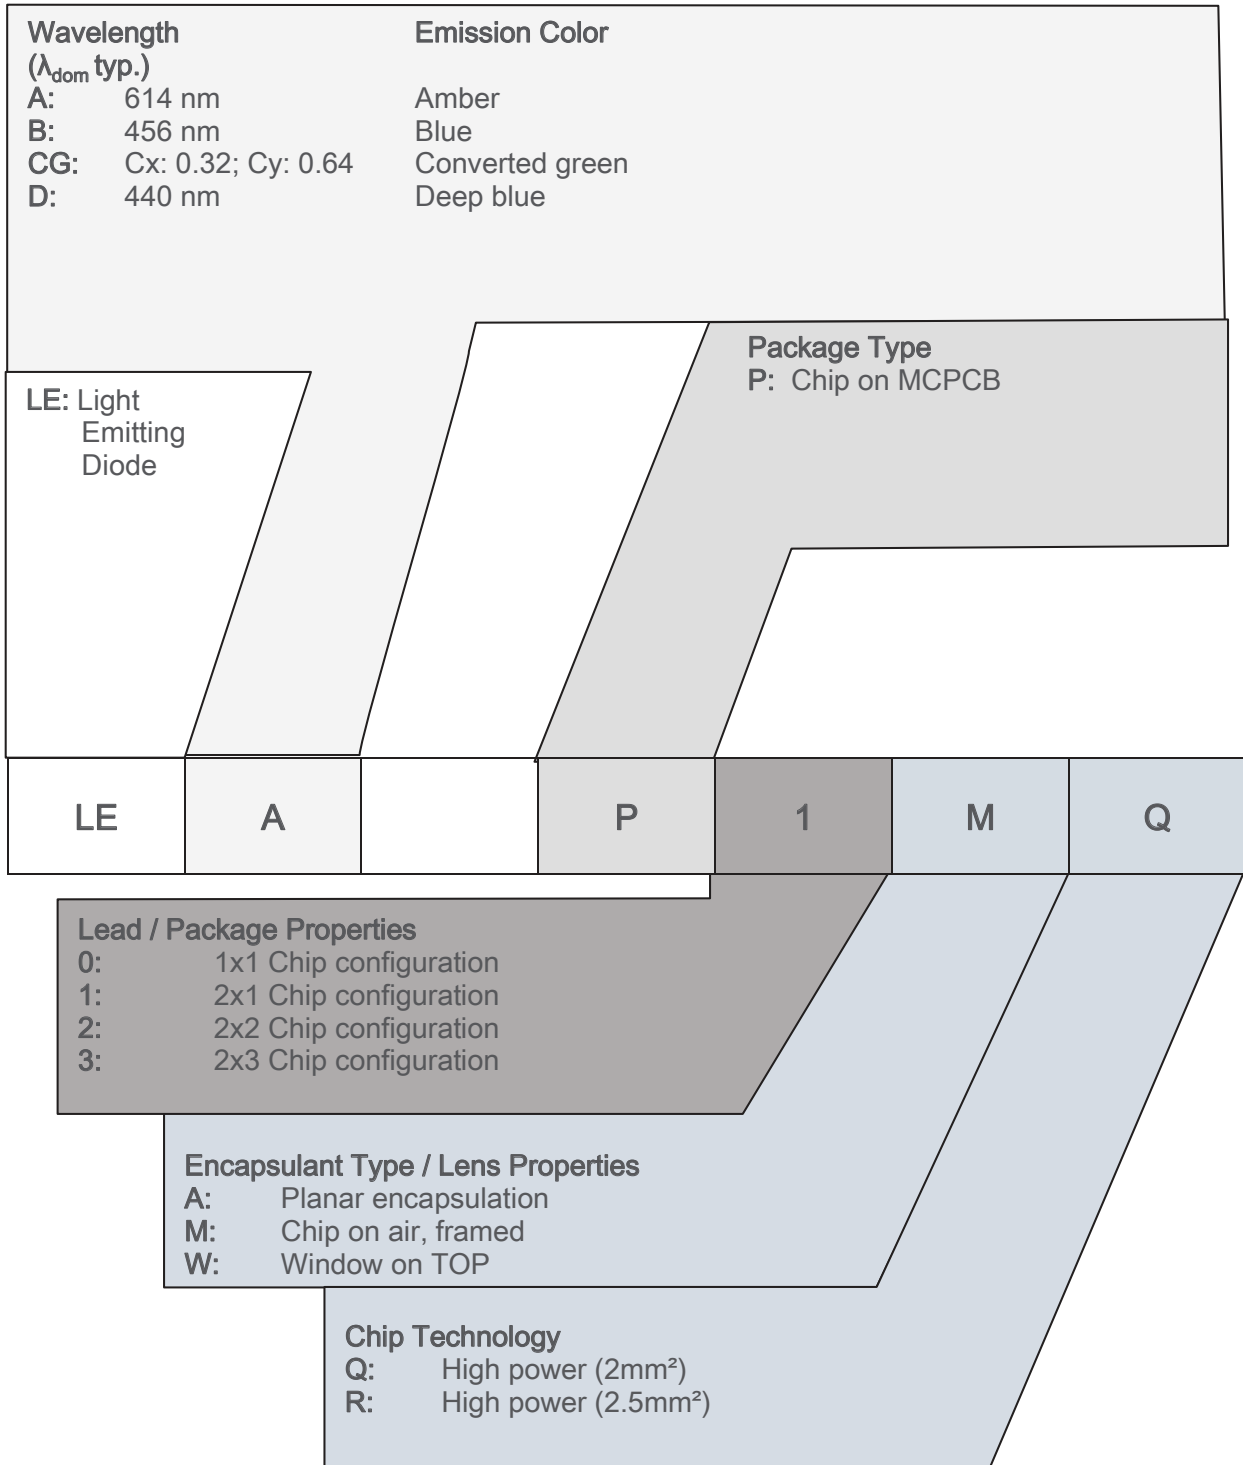 Wavelength Emission Color
(λdom typ.)
A: 614 nm Amber
B: 456 nm Blue
CG: Cx: 0.32; Cy: 0.64 Converted green
D: 440 nm Deep blue
Package Type
P: Chip on MCPCB
LE: Light
Emitting
Diode
LE A P 1 M Q
Lead / Package Properties
0: 1x1 Chip configuration
1: 2x1 Chip configuration
2: 2x2 Chip configuration
3: 2x3 Chip configuration
Encapsulant Type / Lens Properties
A: Planar encapsulation
M: Chip on air, framed
W: Window on TOP
Chip Technology
Q: High power (2mm²)
R: High power (2.5mm²)